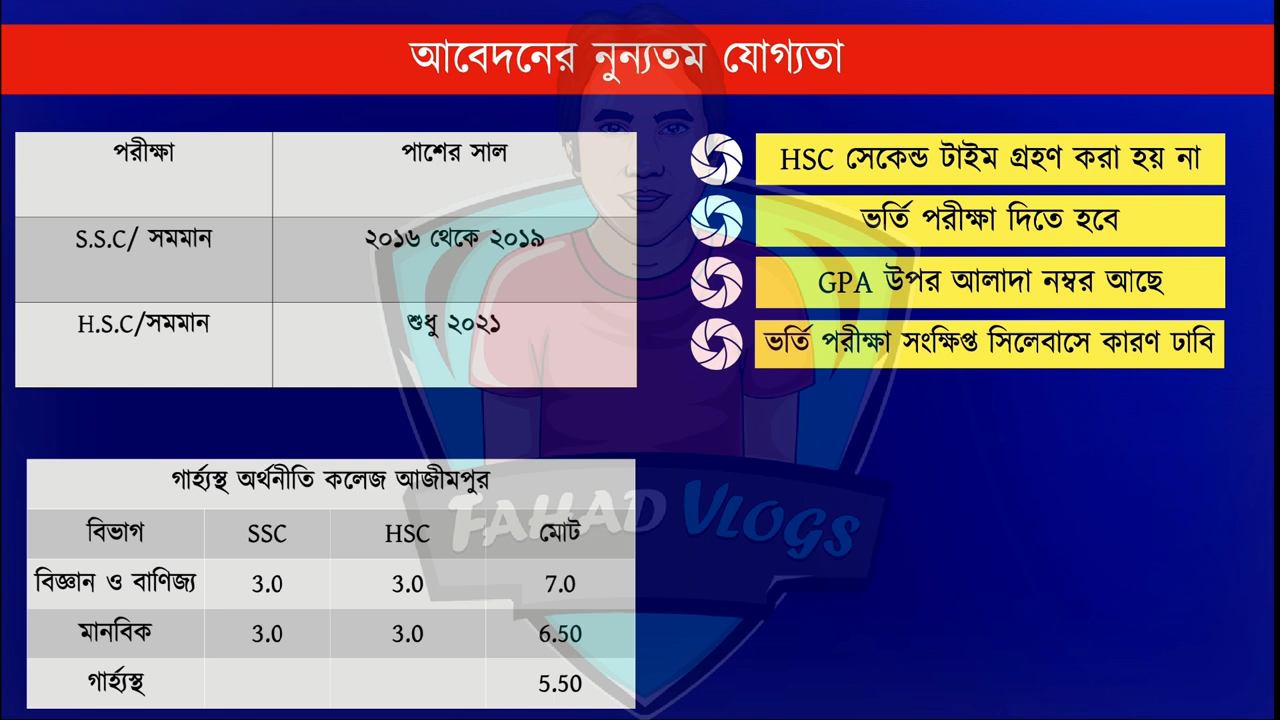 আবেদনের নুন্যতম যোগ্যতা
পরীক্ষা পাশের সাল
S.S.C/ সমমান ২০১৬ থেকে ২০১৯
H.S.C/সমমান শুধু ২০২১
HSC সেকেন্ড টাইম গ্রহণ করা হয় না
ভর্তি পরীক্ষা দিতে হবে
GPA উপর আলাদা নম্বর আছে
ভর্তি পরীক্ষা সংক্ষিপ্ত সিলেবাসে কারণ ঢাবি
গার্হ্যস্থ অর্থনীতি কলেজ আজীমপুর
বিভাগ SSC HSC মোট
বিজ্ঞান ও বাণিজ্য 3.0 3.0 7.0
মানবিক 3.0 3.0 6.50
গার্হ্যস্থ 5.50
FAHAD VLOGS